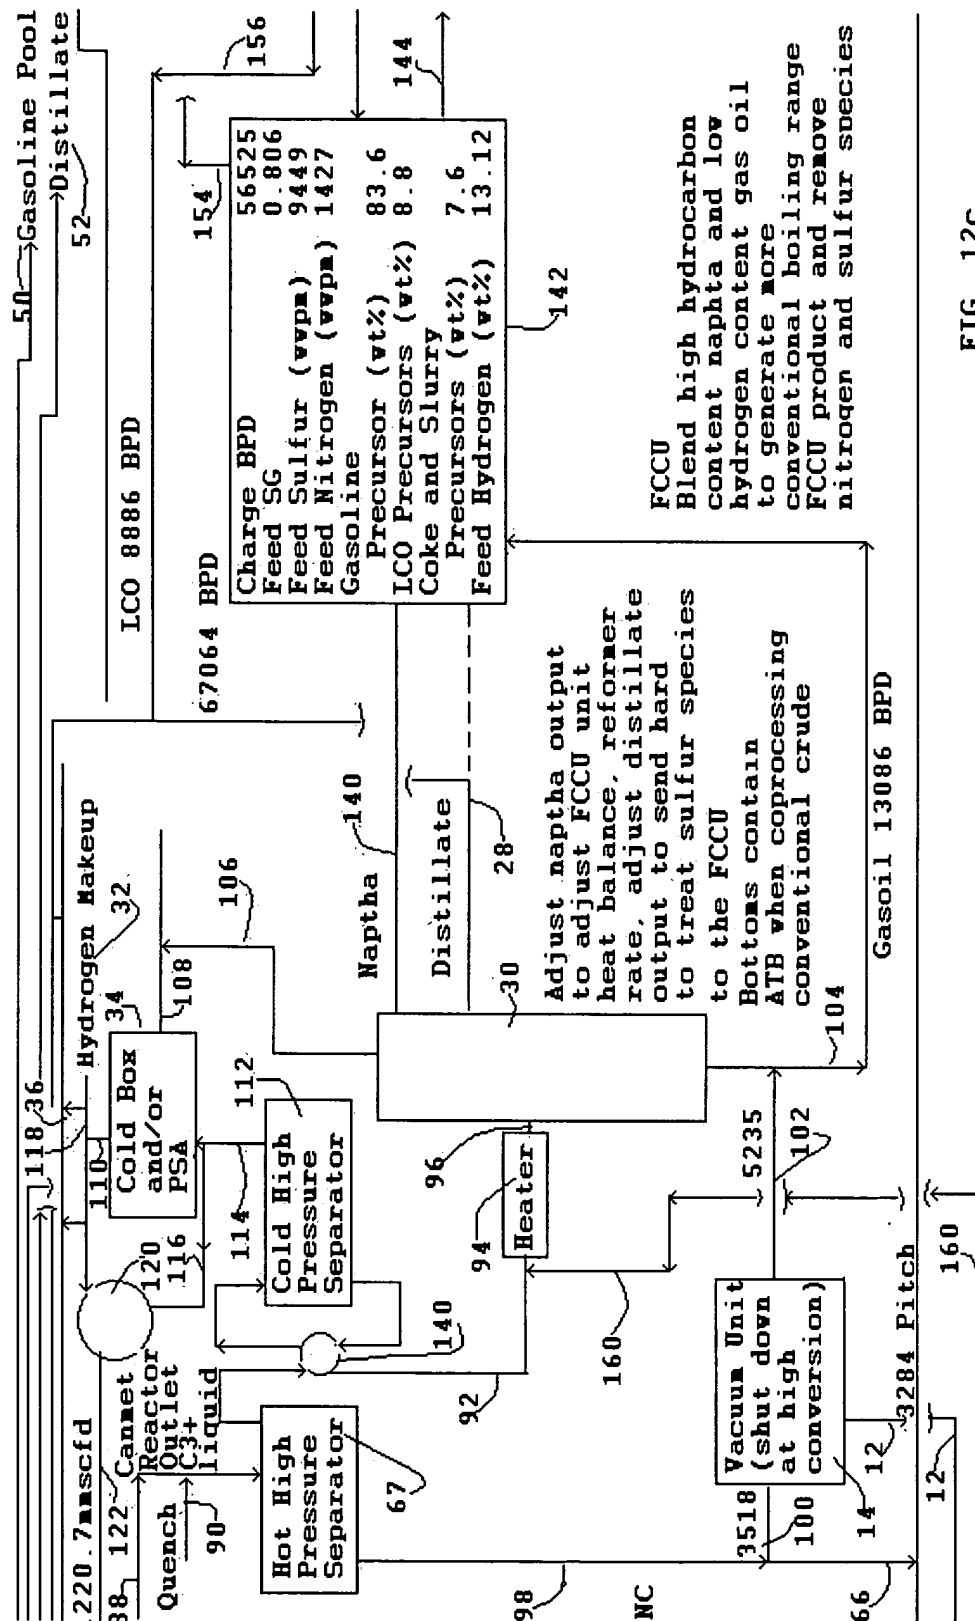 50
Gasoline Pool
Distillate
52
156
LCO 8886 BPD
154
144
67064 BPD
Charge BPD 56525
Feed SG 0.806
Feed Sulfur (wwpm) 9449
Feed Nitrogen (wwpm) 1427
Gasoline
Precursor (wt%) 83.6
LCO Precursors (wt%) 8.8
Coke and Slurry
Precursors (wt%) 7.6
Feed Hydrogen (wt%) 13.12
142
FCCU
Blend high hydrocarbon
content naphta and low
hydrogen content gas oil
to generate more
conventional boiling range
FCCU product and remove
nitrogen and sulfur species
FIG 12c
118
36
Hydrogen Makeup
32
110
34
Cold Box
and/or
PSA
108
106
140
Naptha
Distillate
28
120
116
114
112
Cold High
Pressure
Separator
140
30
96
94
Heater
92
160
Adjust naptha output
to adjust FCCU unit
heat balance, reformer
rate, adjust distillate
output to send hard
to treat sulfur species
to the FCCU
Bottoms contain
ATB when coprocessing
conventional crude
104
Gasoil 13086 BPD
5235
102
220.7mmscfd
122
Canmet
Reactor
Outlet
C3+
liquid
38
Quench
90
Hot High
Pressure
Separator
67
98
NC
3518
100
Vacuum Unit
(shut down
at high
conversion)
14
12
3284 Pitch
160
12
66